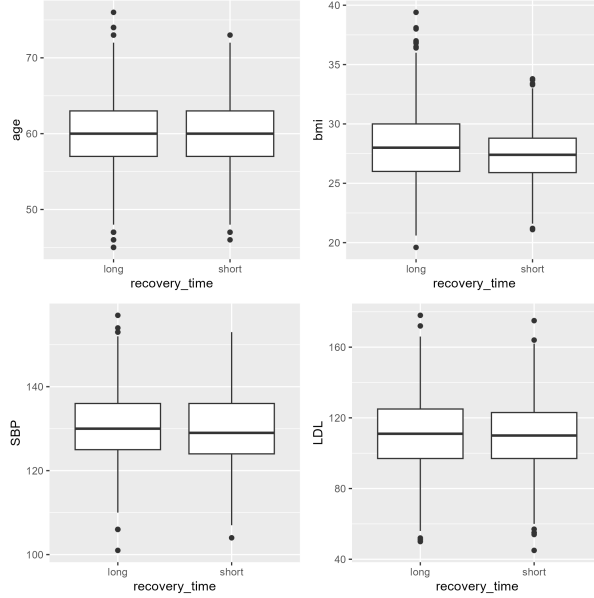 age
70
60
50
long short
recovery_time
bmi
40
35
30
25
20
long short
recovery_time
SBP
140
120
100
long short
recovery_time
LDL
160
120
80
40
long short
recovery_time